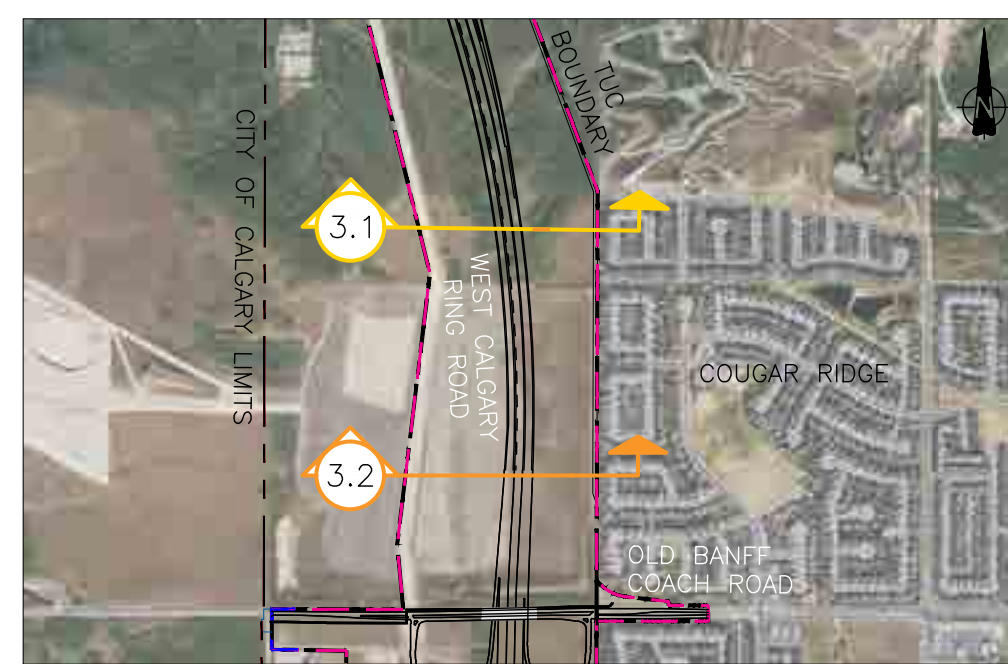 TUC
BOUNDARY
N
CITY OF CALGARY LIMITS
3.1
WEST CALGARY
RING ROAD
COUGAR RIDGE
3.2
OLD BANFF
COACH ROAD